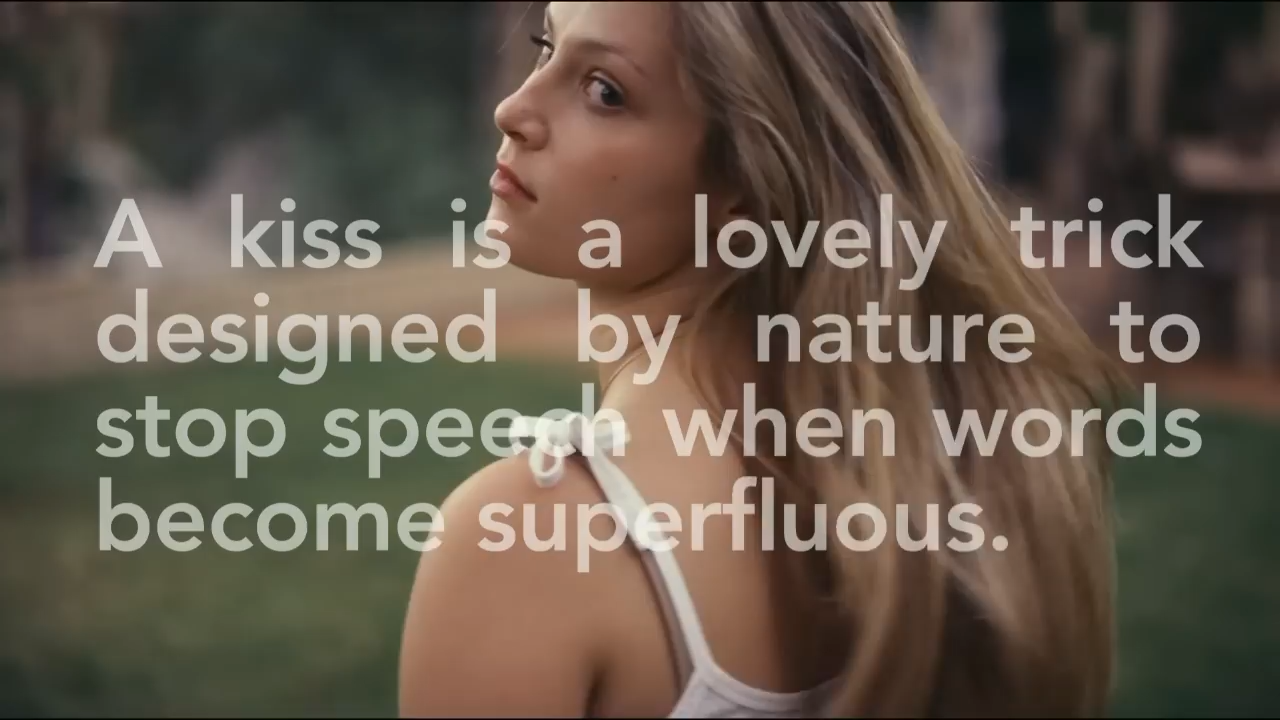 A kiss is a lovely trick
designed by nature to
stop speech when words
become superfluous.